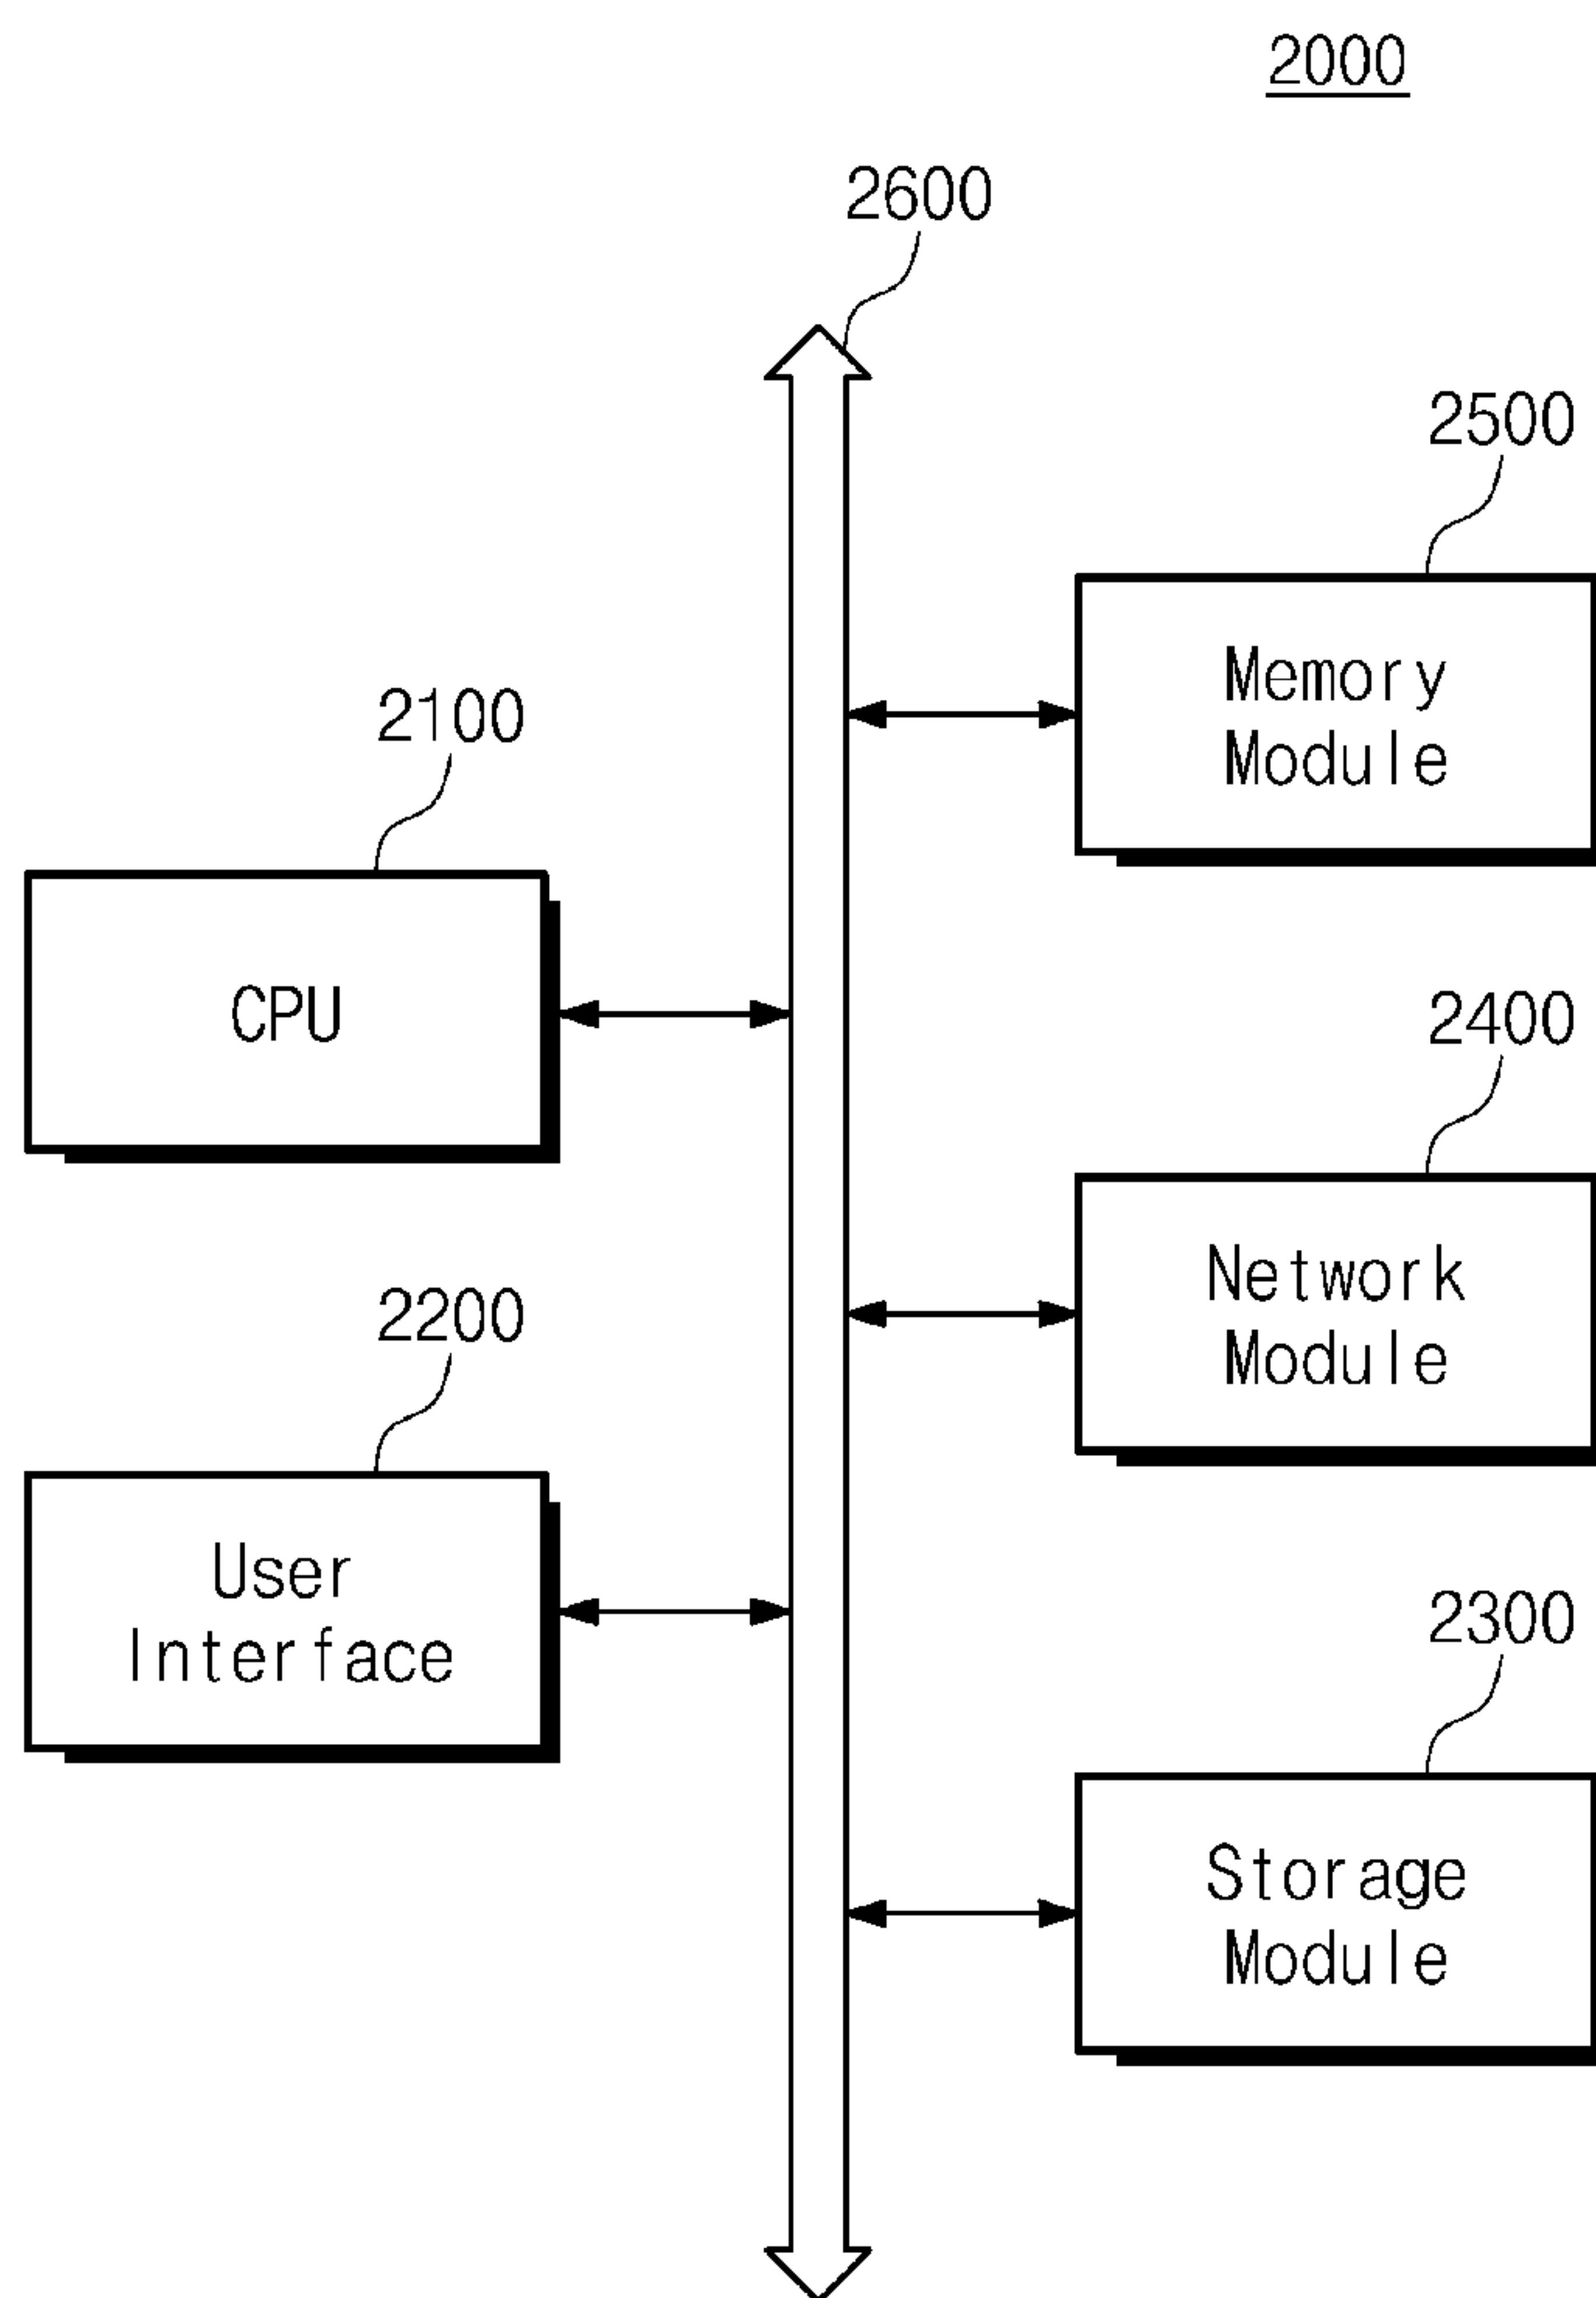 2000
2600
2500
Memory
Module
2100
CPU
2400
Network
Module
2200
User
Interface
2300
Storage
Module